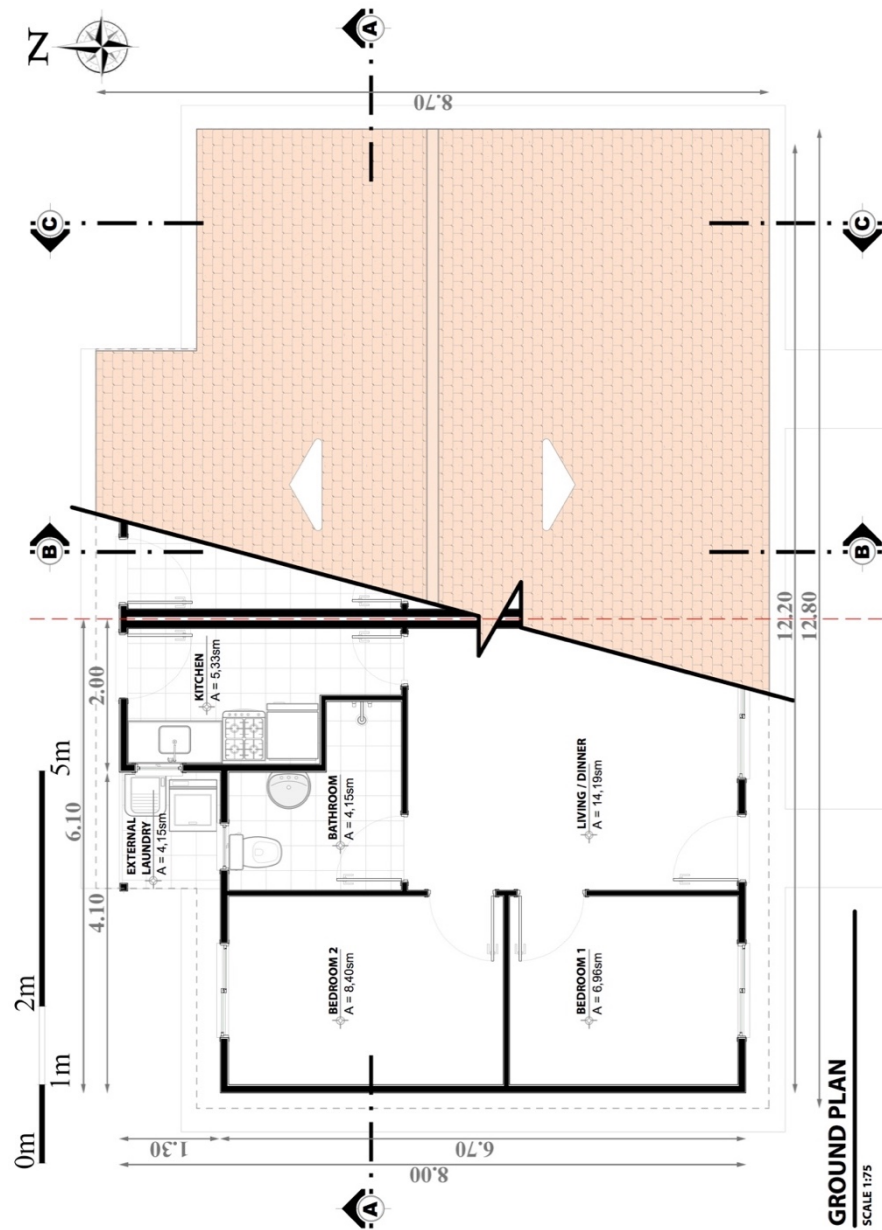 0m 1m 2m 5m
N
B
C
6.10
4.10
2.00
1.30
EXTERNAL
LAUNDRY
A = 4,15sm
KITCHEN
A = 5,33sm
8.00
6.70
BEDROOM 2
A = 8,40sm
BATHROOM
A = 4,15sm
A
A
8.70
BEDROOM 1
A = 6,96sm
LIVING / DINNER
A = 14,19sm
12.20
12.80
B
C
GROUND PLAN
SCALE 1:75